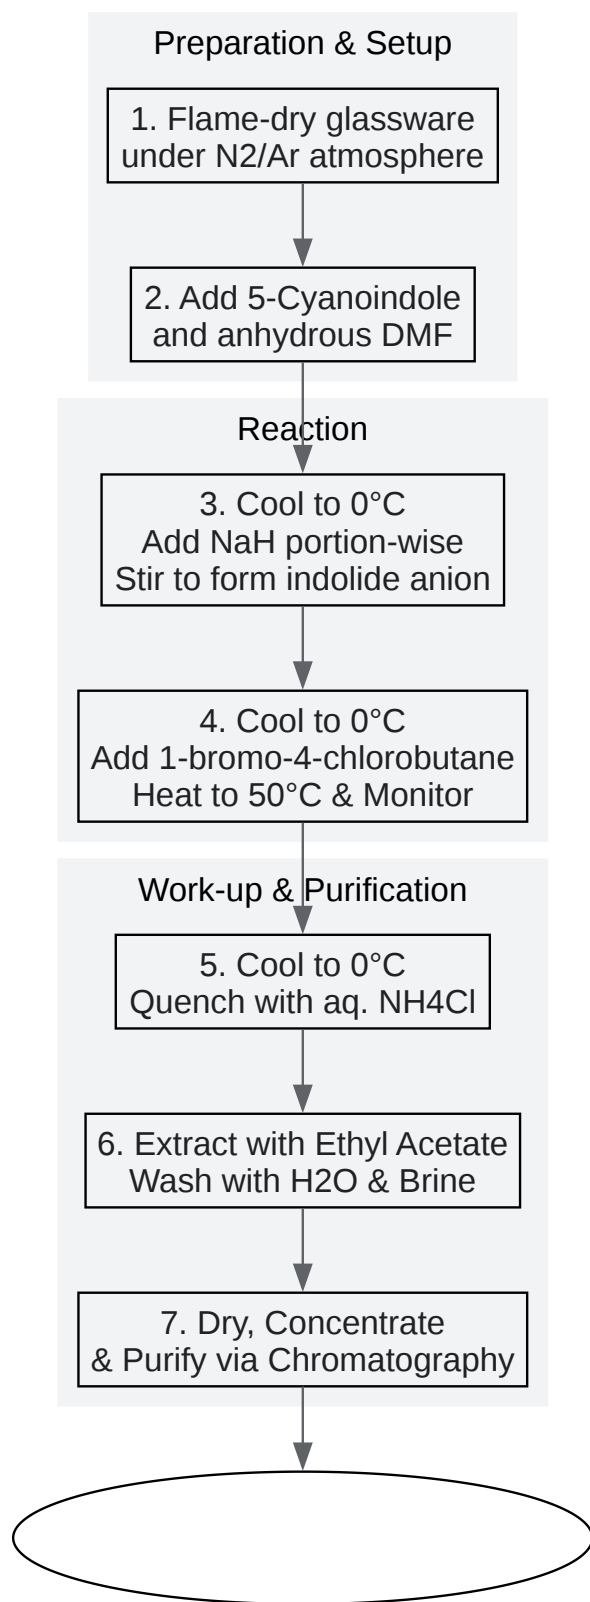 Preparation & Setup
1. Flame-dry glassware
under N2/Ar atmosphere
2. Add 5-Cyanoindole
and anhydrous DMF
Reaction
3. Cool to 0°C
Add NaH portion-wise
Stir to form indolide anion
4. Cool to 0°C
Add 1-bromo-4-chlorobutane
Heat to 50°C & Monitor
Work-up & Purification
5. Cool to 0°C
Quench with aq. NH4Cl
6. Extract with Ethyl Acetate
Wash with H2O & Brine
7. Dry, Concentrate
& Purify via Chromatography